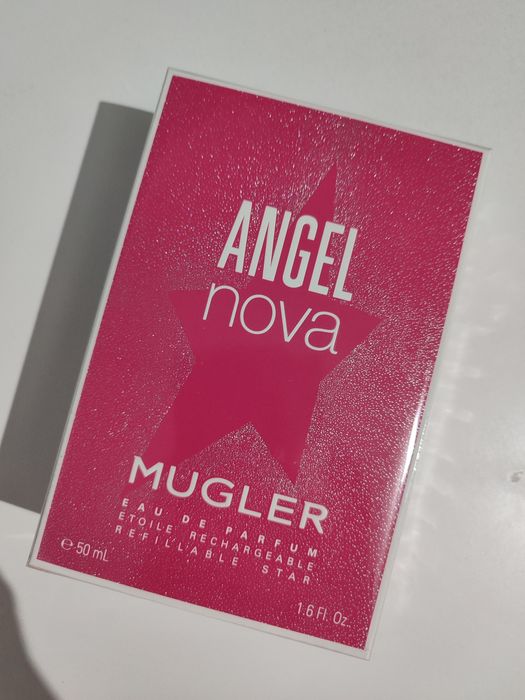 ANGEL
nova
MUGLER
EAU DE PARFUM
ETOILE RECHARGEABLE
REFILLABLE STAR
℮ 50 mL
1.6 Fl. Oz.